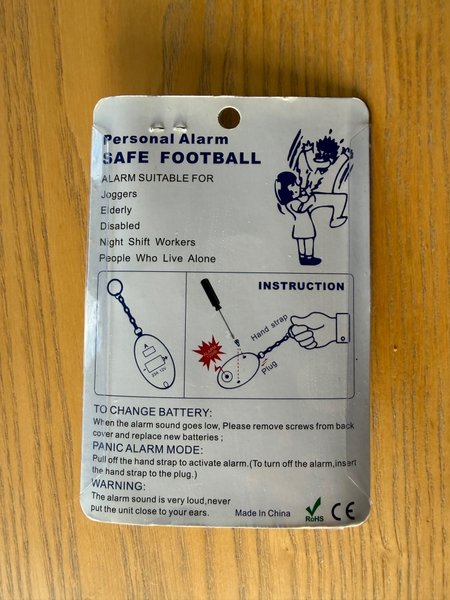 Personal Alarm
SAFE FOOTBALL
ALARM SUITABLE FOR
Joggers
Elderly
Disabled
Night Shift Workers
People Who Live Alone
INSTRUCTION
Hand strap
Plug
TO CHANGE BATTERY:
When the alarm sound goes low, Please remove screws from back
cover and replace new batteries ;
PANIC ALARM MODE:
Pull off the hand strap to activate alarm.(To turn off the alarm,insert
the hand strap to the plug.)
WARNING:
The alarm sound is very loud,never
put the unit close to your ears.
Made In China
RoHS
CE